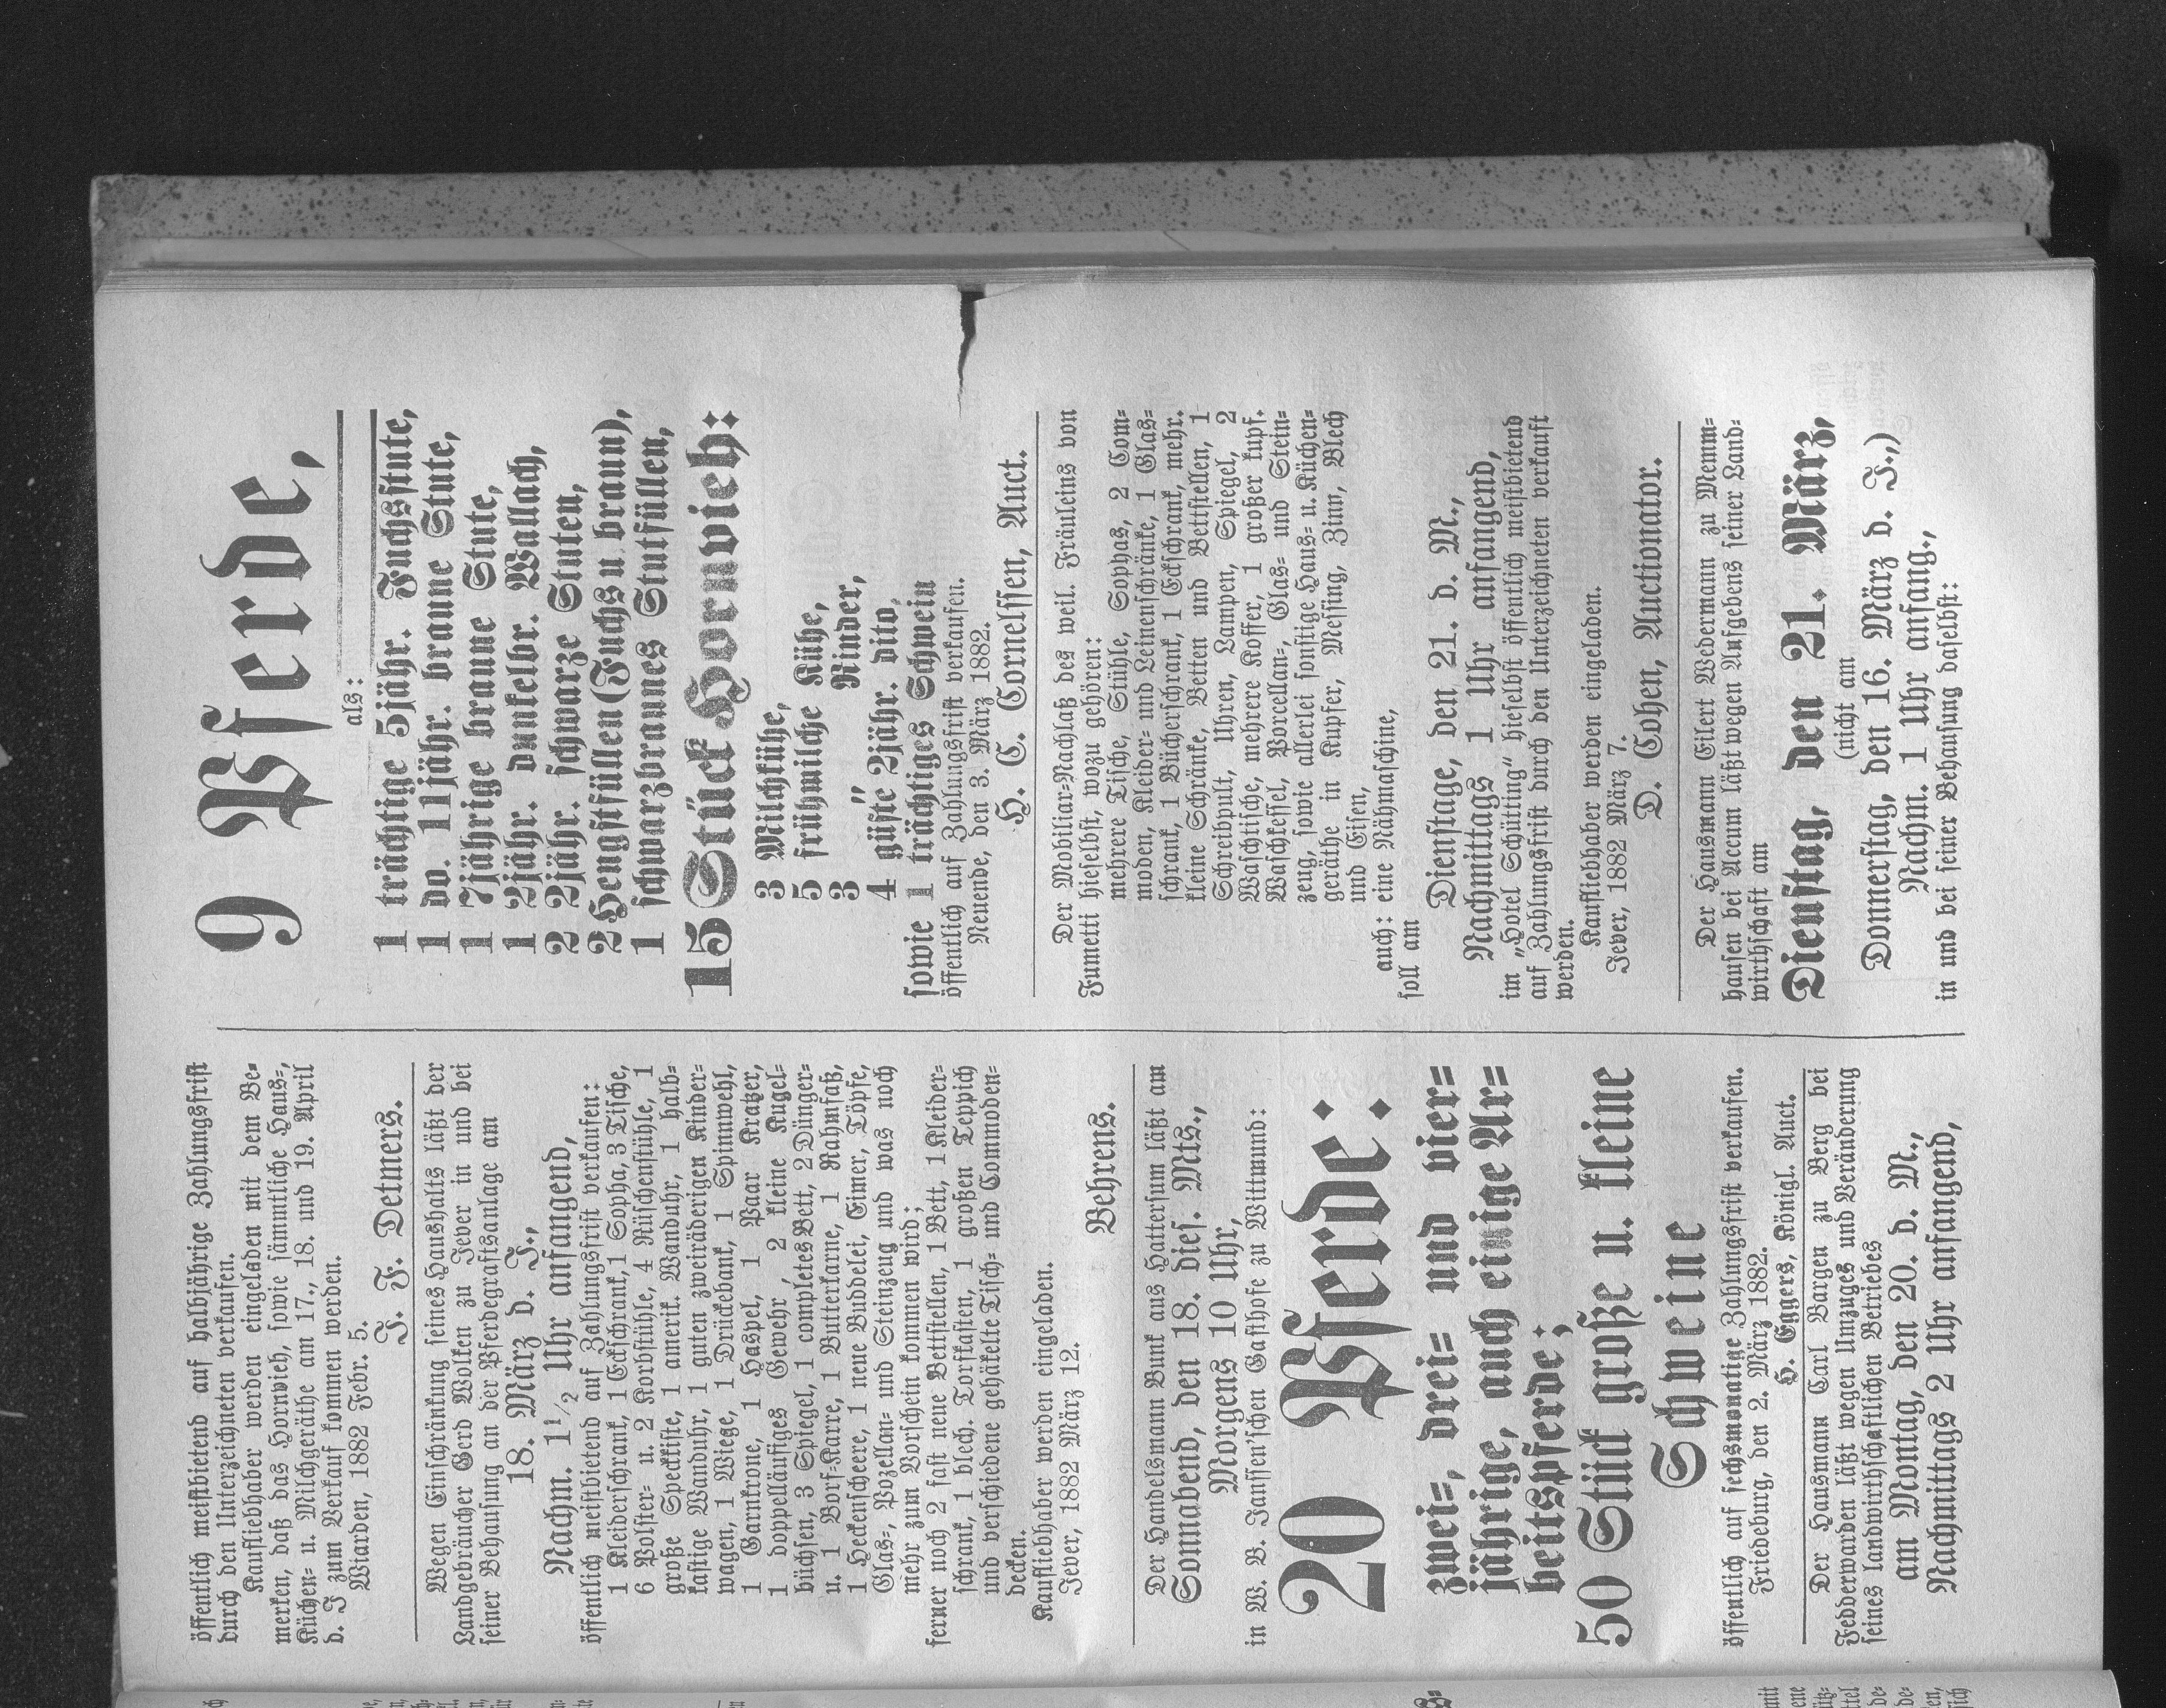 öffentlich meistbietend auf halbjährige Zahlungsfrist
durch den Unterzeichneten verkaufen.
Kaufliebhaber werden eingeladen mit dem Be-
merken, daß das Hornvieh, sowie sämmtliche Haus-,
Küchen- u. Milchgeräthe am 17., 18. und 19. April
d. J zum Verkauf kommen werden.
Wiarden, 1882 Febr. 5.
J. F. Detmers.
Wegen Einschränkung seines Haushalts läßt der
Landgebräucher Gerd Wolken zu Jever in und bei
seiner Behausung an der Pferdegraftsanlage am
18. März d. J.,
Nachm. 1½ Uhr anfangend,
öffentlich meistbietend auf Zahlungsfrist verkaufen:
1 Kleiderschrank, 1 Eckschrank, 1 Sopha, 3 Tische,
6 Polster- u. 2 Korbstühle, 4 Rüschenstühle, 1
große Speckkiste, 1 amerik. Wanduhr, 1 halb-
kastige Wanduhr, 1 guten zweiräderigen Kinder-
wagen, 1 Wiege, 1 Drückebank, 1 Spinnwehl,
1 Garnkrone, 1 Haspel, 1 Paar Kratzer,
1 doppelläufiges Gewehr, 2 kleine Kugel-
büchsen, 3 Spiegel, 1 completes Bett, 2 Dünger-
u. 1 Borf-Karre, 1 Butterkarne, 1 Rahmfaß,
1 Heckenscheere, 1 neue Buddelei, Eimer, Töpfe,
Glas-, Pozellan- und Steinzeug und was noch
mehr zum Vorschein kommen wird;
ferner noch 2 fast neue Bettstellen, 1 Bett, 1 Kleider-
schrank, 1 blech. Torfkasten, 1 großen Teppich
und verschiedene gehäkelte Tisch- und Commoden-
decken.
Kaufliebhaber werden eingeladen.
Jever, 1882 März 12.
Behrens.
Der Handelsmann Bunk aus Hattersum läßt am
Sonnabend, den 18. dies. Mts.,
Morgens 10 Uhr,
in W. B. Janssen'schen Gasthofe zu Wittmund:
20 Pferde:
zwei-, drei- und vier-
jährige, auch einige Ar-
beitspferde;
50 Stück große u. kleine
Schweine
öffentlich auf sechsmonatige Zahlungsfrist verkaufen.
Friedeburg, den 2. März 1882.
H. Eggers, Königl. Auct.
Der Hausmann Carl Bargen zu Berg bei
Fedderwarden läßt wegen Umzuges und Veränderung
seines landwirthschaftlichen Betriebes
am Montag, den 20. d. M.,
Nachmittags 2 Uhr anfangend,
9 Pferde,
als:
1 trächtige 5jähr. Fuchsstute,
1 do. 11jähr. braune Stute,
1 7jährige braune Stute,
1 2jähr. dunkelbr. Wallach,
2 2jähr. schwarze Stuten,
2 Hengstfüllen (Fuchs u braun),
1 schwarzbraunes Stutfüllen,
15 Stück Hornvieh:
3 Milchkühe,
5 frühmilche Kühe,
3 " Rinder,
4 güste 2jähr. dito,
sowie 1 trächtiges Schwein
öffentlich auf Zahlungsfrist verkaufen.
Neuende, den 3. März 1882.
H. C. Cornelssen, Auct.
Der Mobiliar-Nachlaß des weil. Fräuleins von
Fumetti hieselbst, wozu gehören:
mehrere Tische, Stühle, Sophas, 2 Com-
moden, Kleider- und Leinenschränke, 1 Glas-
schrank, 1 Bücherschrank, 1 Eckschrank, mehr.
kleine Schränke, Betten und Bettstellen, 1
Schreibpult, Uhren, Lampen, Spiegel, 2
Waschtische, mehrere Koffer, 1 großer kupf.
Waschkessel, Porcellan-, Glas- und Stein-
zeug, sowie allerlei sonstige Haus- u. Küchen-
geräthe in Kupfer, Messing, Zinn, Blech
und Eisen,
auch: eine Nähmaschine,
soll am
Dienstage, den 21. d. M.,
Nachmittags 1 Uhr anfangend,
im „Hotel Schütting“ hieselbst öffentlich meistbietend
auf Zahlungsfrist durch den Unterzeichneten verkauft
werden.
Kaufliebhaber werden eingeladen.
Jever, 1882 März 7.
D. Cohen, Auctionator.
Der Hausmann Eilert Wedermann zu Memm-
hausen bei Accum läßt wegen Aufgebens seiner Land-
wirthschaft am
Dienstag, den 21. März,
(nicht am
Donnerstag, den 16. März d. J.,)
Nachm. 1 Uhr anfang.,
in und bei seiner Behausung daselbst: